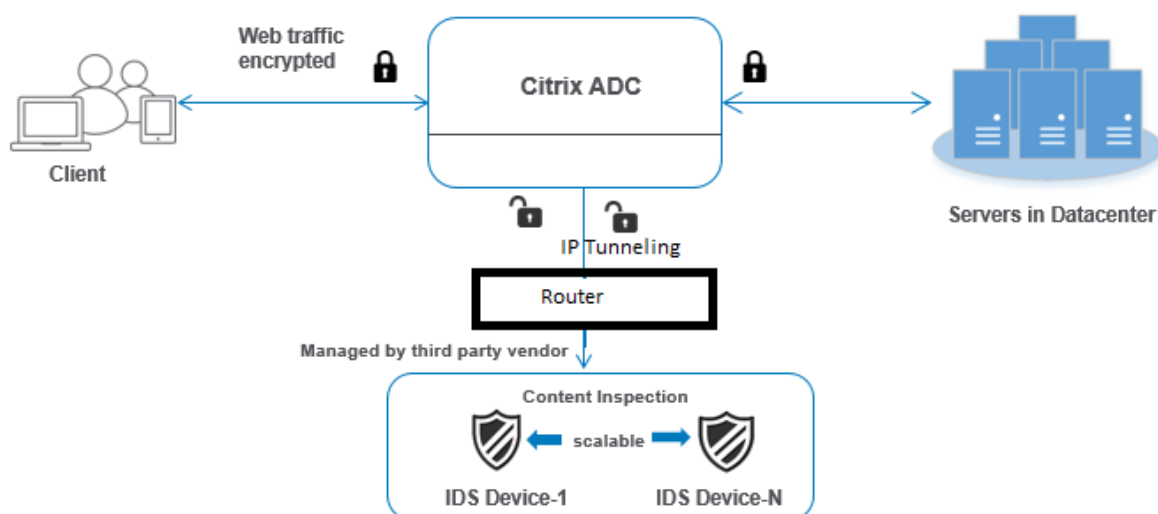 Web traffic
encrypted
Citrix ADC
Client
Servers in Datacenter
IP Tunneling
Router
Managed by third party vendor
Content Inspection
scalable
IDS Device-1
IDS Device-N